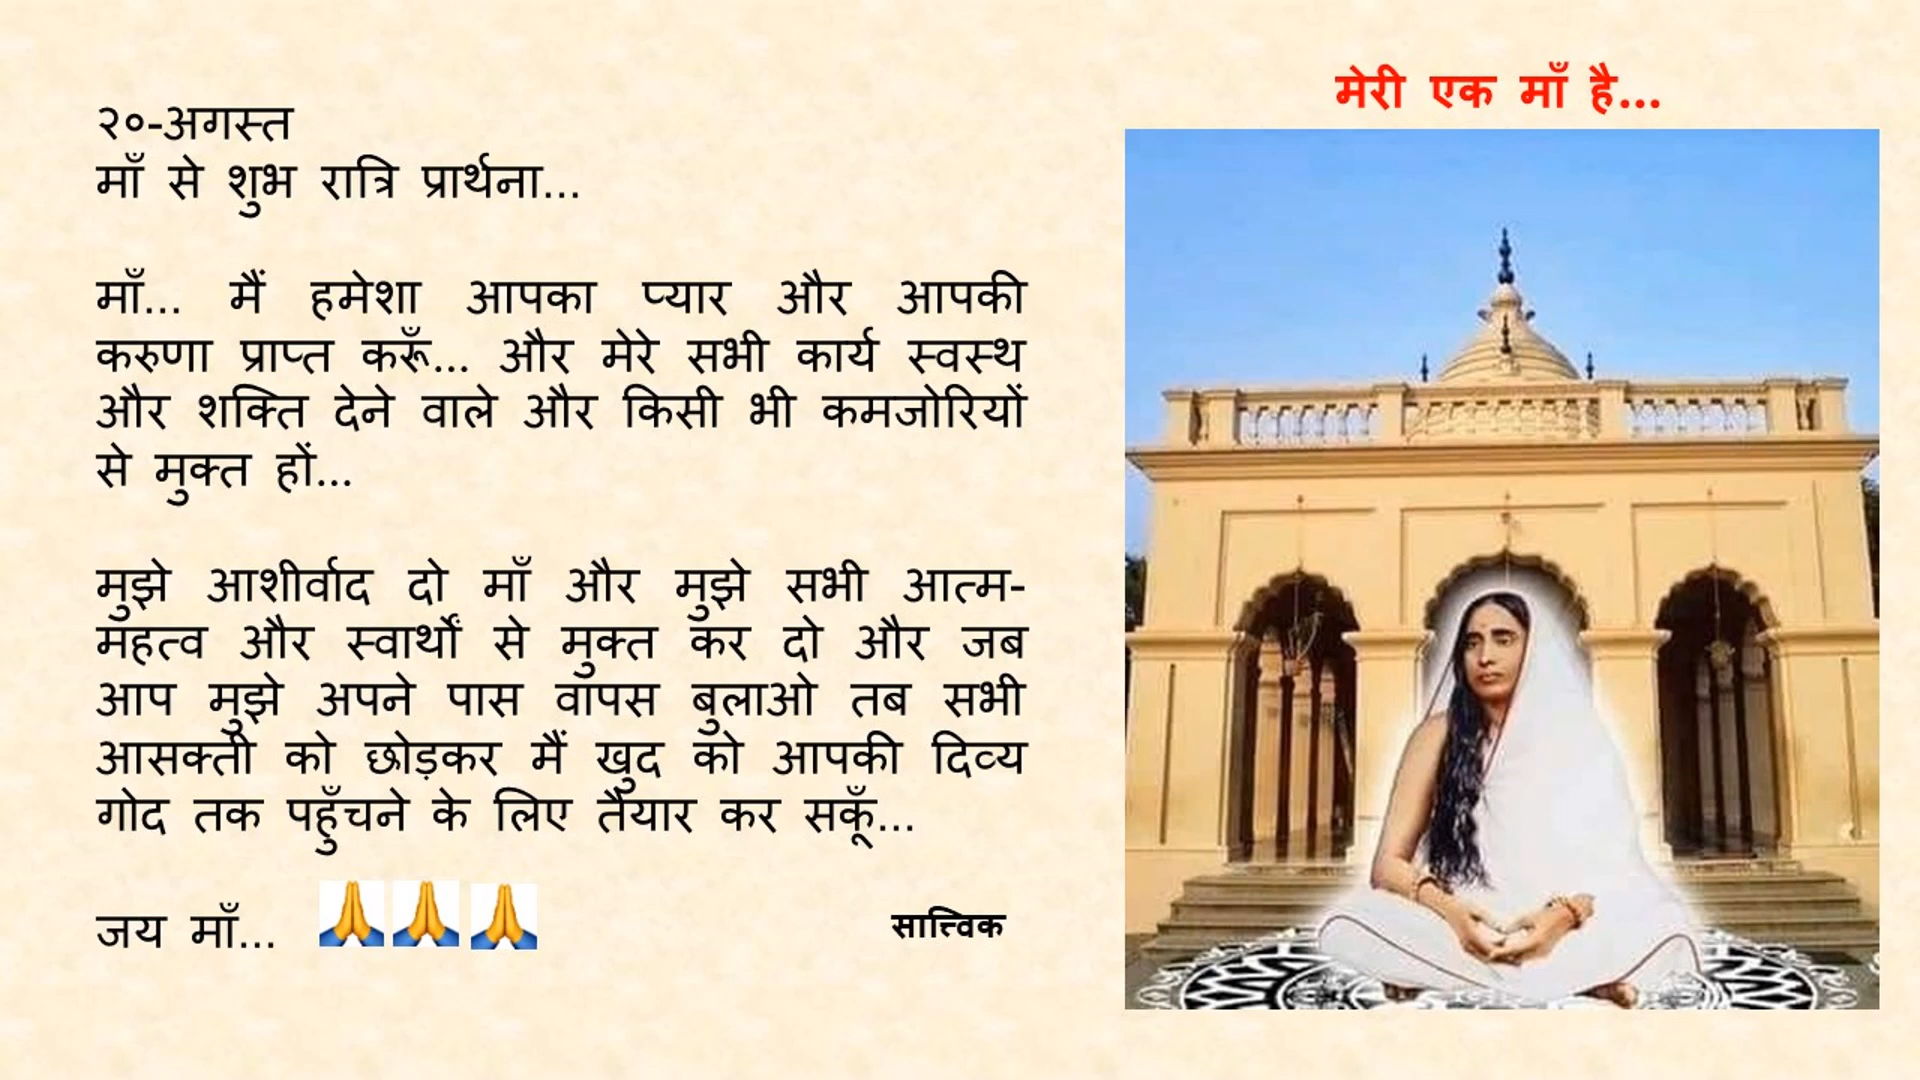 मेरी एक माँ है...
२०-अगस्त
माँ से शुभ रात्रि प्रार्थना...
माँ... मैं हमेशा आपका प्यार और आपकी
करुणा प्राप्त करूँ... और मेरे सभी कार्य स्वस्थ
और शक्ति देने वाले और किसी भी कमजोरियों
से मुक्त हों...
मुझे आशीर्वाद दो माँ और मुझे सभी आत्म-
महत्व और स्वार्थों से मुक्त कर दो और जब
आप मुझे अपने पास वापस बुलाओ तब सभी
आसक्ती को छोड़कर मैं खुद को आपकी दिव्य
गोद तक पहुँचने के लिए तैयार कर सकूँ...
जय माँ... 🙏🙏🙏
सात्त्विक